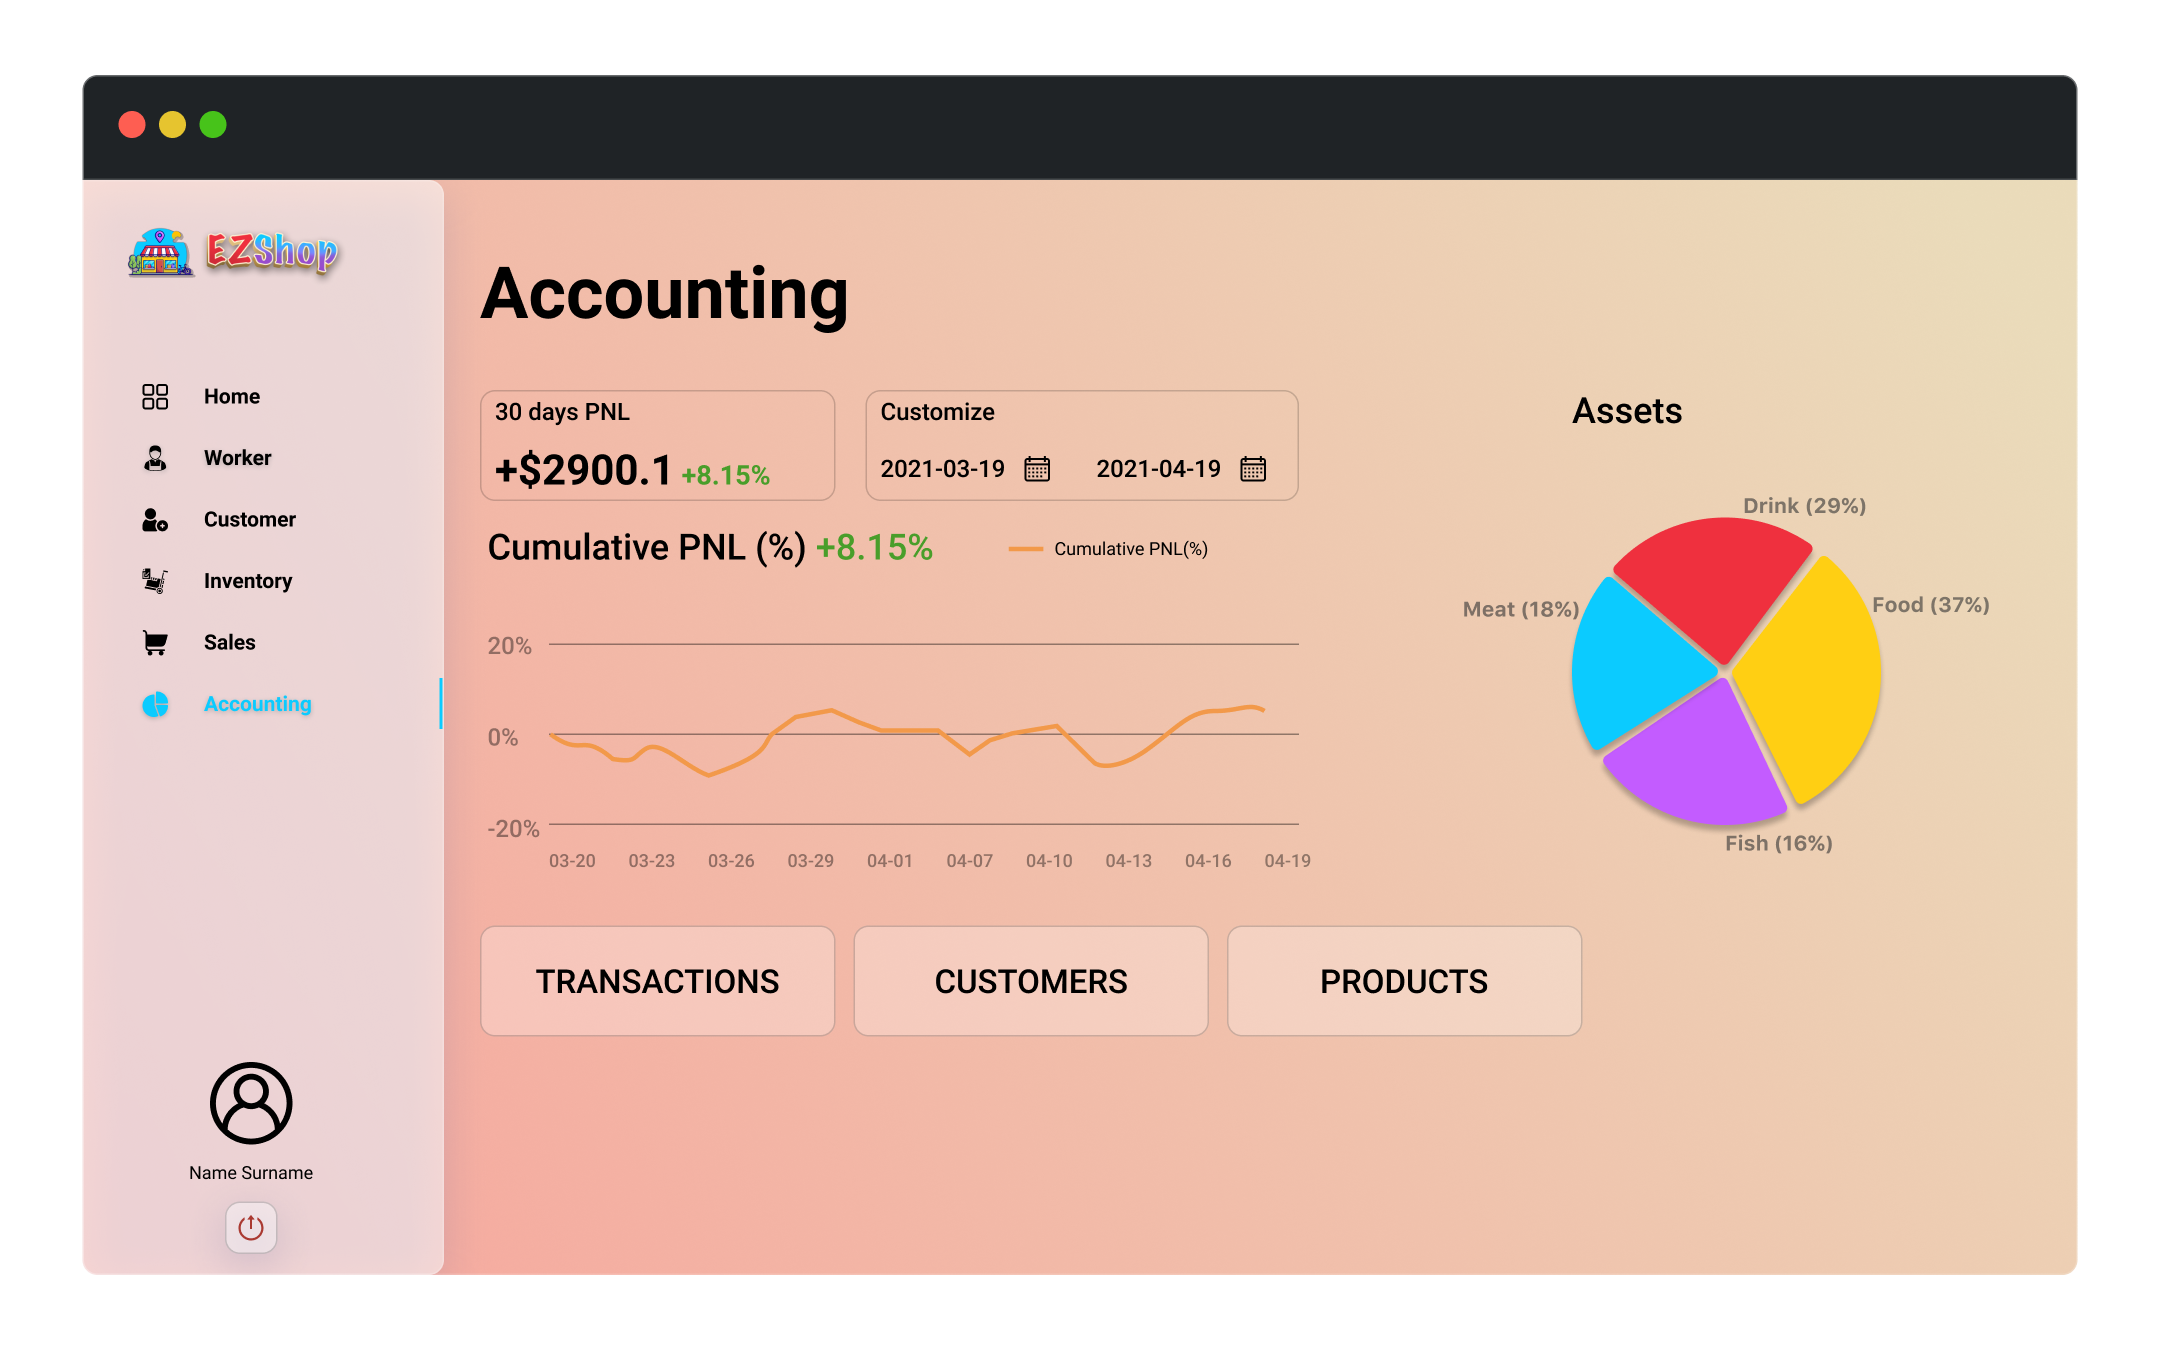 EZShop
Home
Worker
Customer
Inventory
Sales
Accounting
Name Surname
Accounting
30 days PNL
+$2900.1 +8.15%
Customize
2021-03-19 2021-04-19
Cumulative PNL (%) +8.15%
Cumulative PNL(%)
20%
0%
-20%
03-20 03-23 03-26 03-29 04-01 04-07 04-10 04-13 04-16 04-19
Assets
Drink (29%)
Meat (18%)
Food (37%)
Fish (16%)
TRANSACTIONS
CUSTOMERS
PRODUCTS